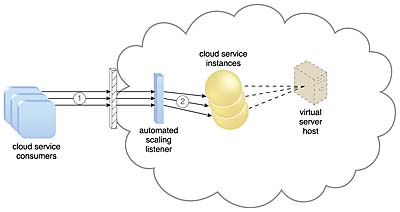 cloud service
instances
1
2
virtual
server
host
automated
scaling
listener
cloud service
consumers